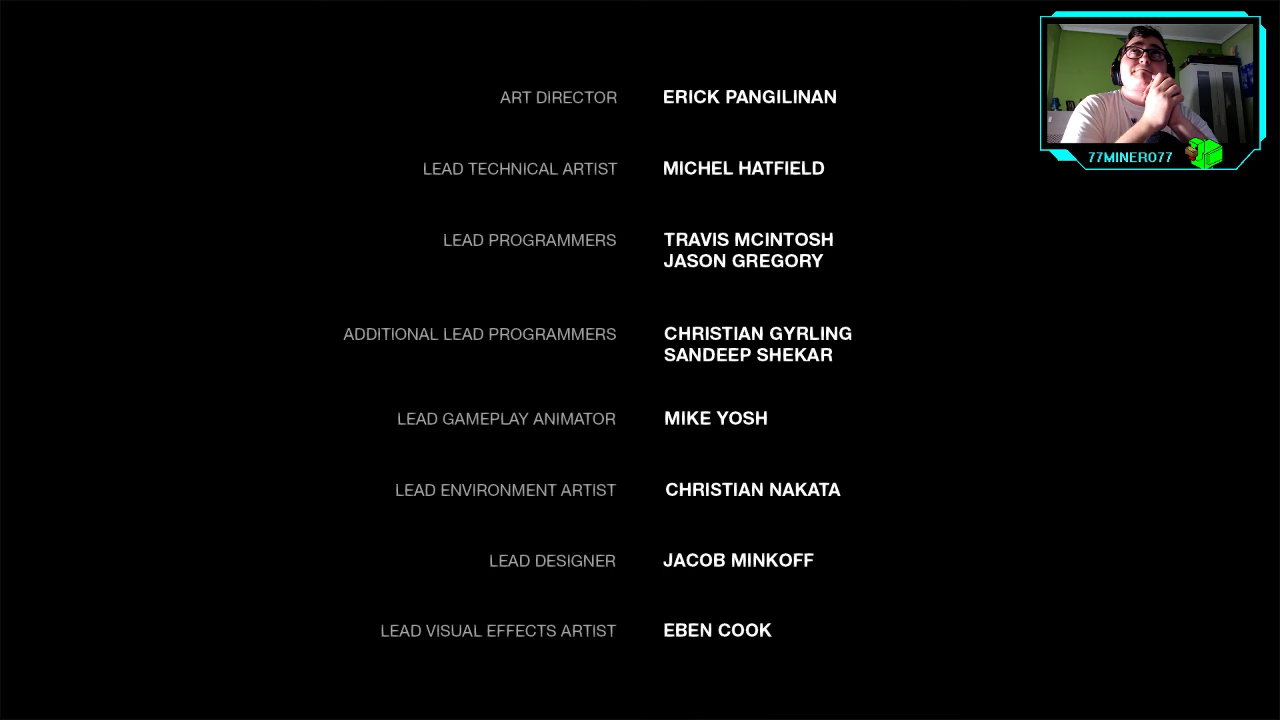 ART DIRECTOR ERICK PANGILINAN
LEAD TECHNICAL ARTIST MICHEL HATFIELD
LEAD PROGRAMMERS TRAVIS MCINTOSH
JASON GREGORY
ADDITIONAL LEAD PROGRAMMERS CHRISTIAN GYRLING
SANDEEP SHEKAR
LEAD GAMEPLAY ANIMATOR MIKE YOSH
LEAD ENVIRONMENT ARTIST CHRISTIAN NAKATA
LEAD DESIGNER JACOB MINKOFF
LEAD VISUAL EFFECTS ARTIST EBEN COOK
77MINERO77